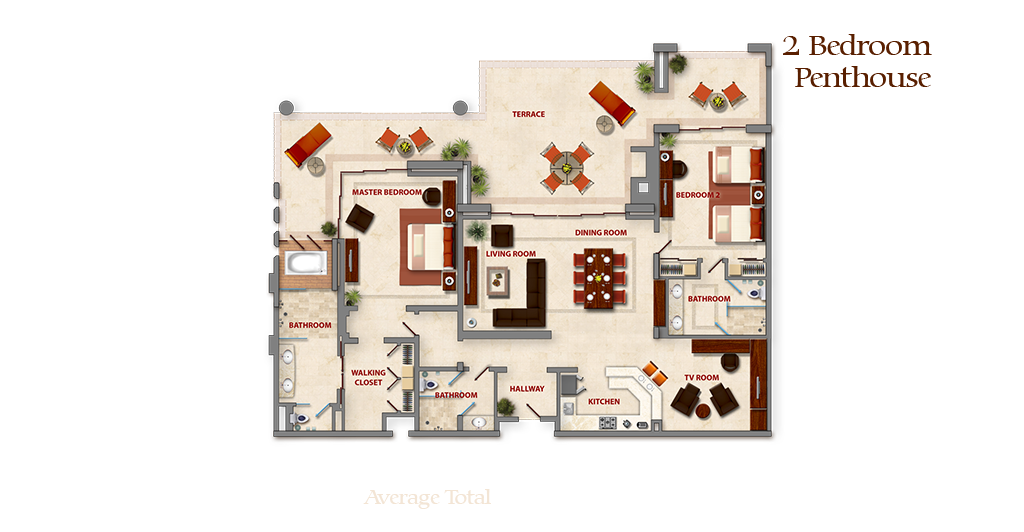 2 Bedroom
Penthouse
TERRACE
MASTER BEDROOM
BEDROOM 2
DINING ROOM
LIVING ROOM
BATHROOM
BATHROOM
WALKING
CLOSET
BATHROOM
HALLWAY
KITCHEN
TV ROOM
Average Total